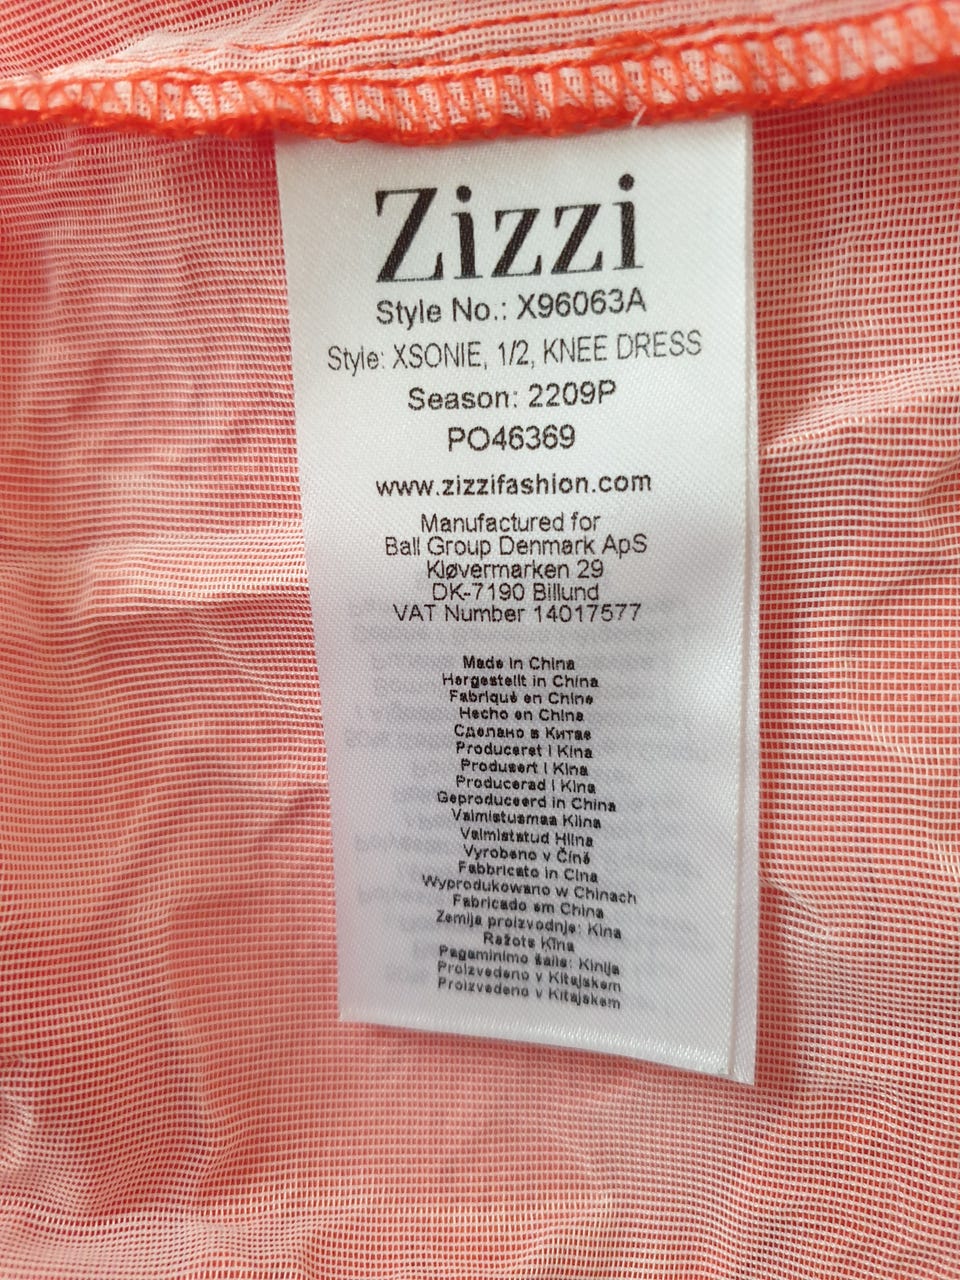 Zizzi
Style No.: X96063A
Style: XSONIE, 1/2, KNEE DRESS
Season: 2209P
PO46369
www.zizzifashion.com
Manufactured for
Ball Group Denmark ApS
Kløvermarken 29
DK-7190 Billund
VAT Number 14017577
Made in China
Hergestellt in China
Fabriqué en Chine
Hecho en China
Сделано в Китае
Produceret i Kina
Produsert i Kina
Producerad i Kina
Geproduceerd in China
Valmistusmaa Kiina
Valmistatud Hiina
Vyrobeno v Číně
Fabbricato in Cina
Wyprodukowano w Chinach
Fabricado em China
Zemlja proizvodnje: Kina
Ražots Ķīna
Pagaminimo šalis: Kinija
Proizvedeno v Kitajskem
Proizvedeno v Kitajskem